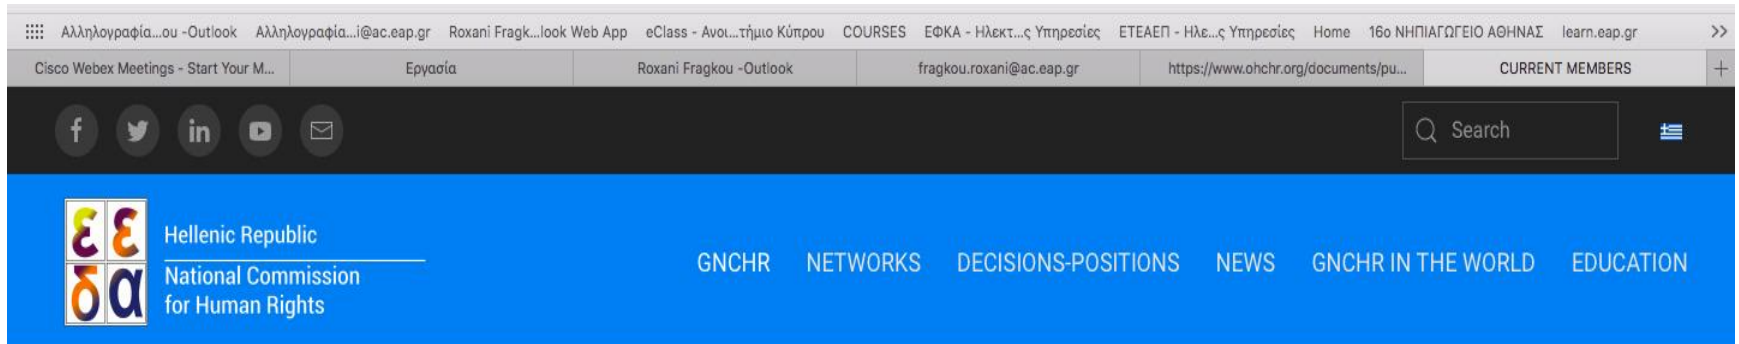 Αλληλογραφία...ου -Outlook Αλληλογραφία...i@ac.eap.gr Roxani Fragk...look Web App eClass - Ανοι...τήμιο Κύπρου COURSES ΕΦΚΑ - Ηλεκτ...ς Υπηρεσίες ΕΤΕΑΕΠ - Ηλε...ς Υπηρεσίες Home 16ο ΝΗΠΙΑΓΩΓΕΙΟ ΑΘΗΝΑΣ learn.eap.gr >>
Cisco Webex Meetings - Start Your M... Εργασία Roxani Fragkou -Outlook fragkou.roxani@ac.eap.gr https://www.ohchr.org/documents/pu... CURRENT MEMBERS +
Search
εε
δα
Hellenic Republic
National Commission
for Human Rights
GNCHR NETWORKS DECISIONS-POSITIONS NEWS GNCHR IN THE WORLD EDUCATION